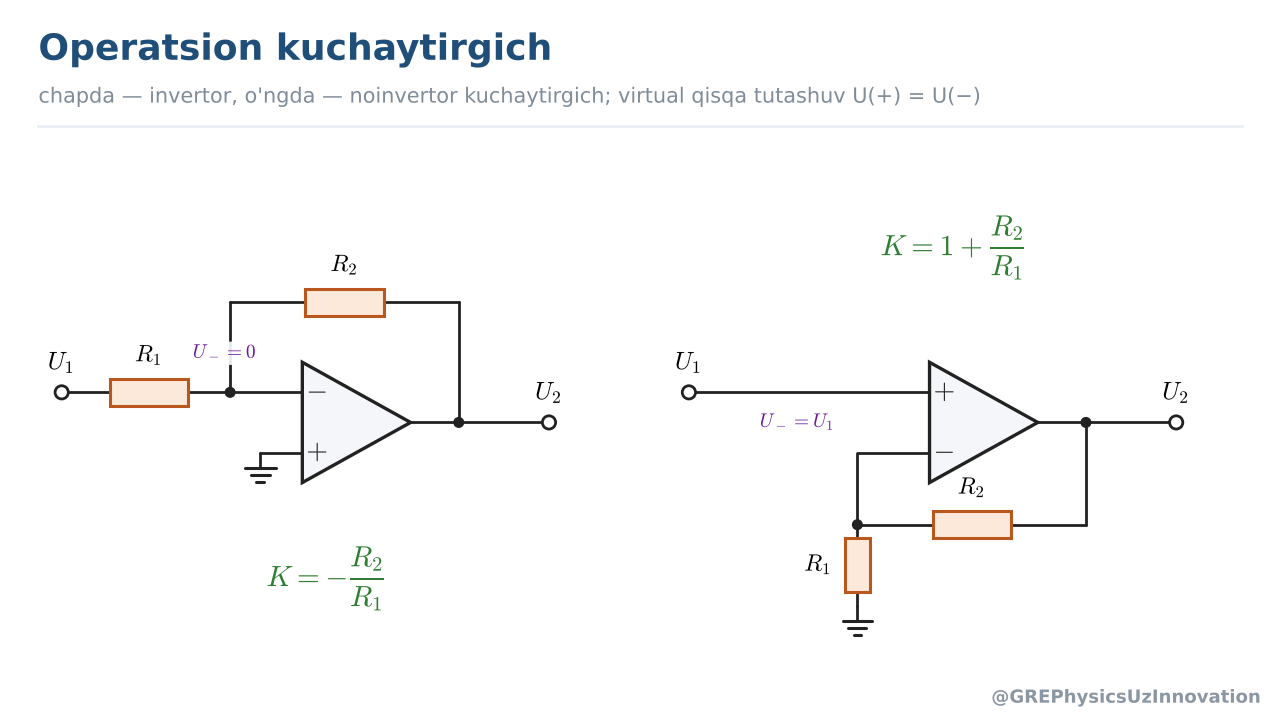 Operatsion kuchaytirgich
chapda — invertor, o'ngda — noinvertor kuchaytirgich; virtual qisqa tutashuv U(+) = U(−)
K = 1 + R₂/R₁
R₂
U₁
R₁
U₋ = 0
−
+
U₂
K = −R₂/R₁
U₁
U₋ = U₁
+
−
U₂
R₂
R₁
@GREPhysicsUzInnovation